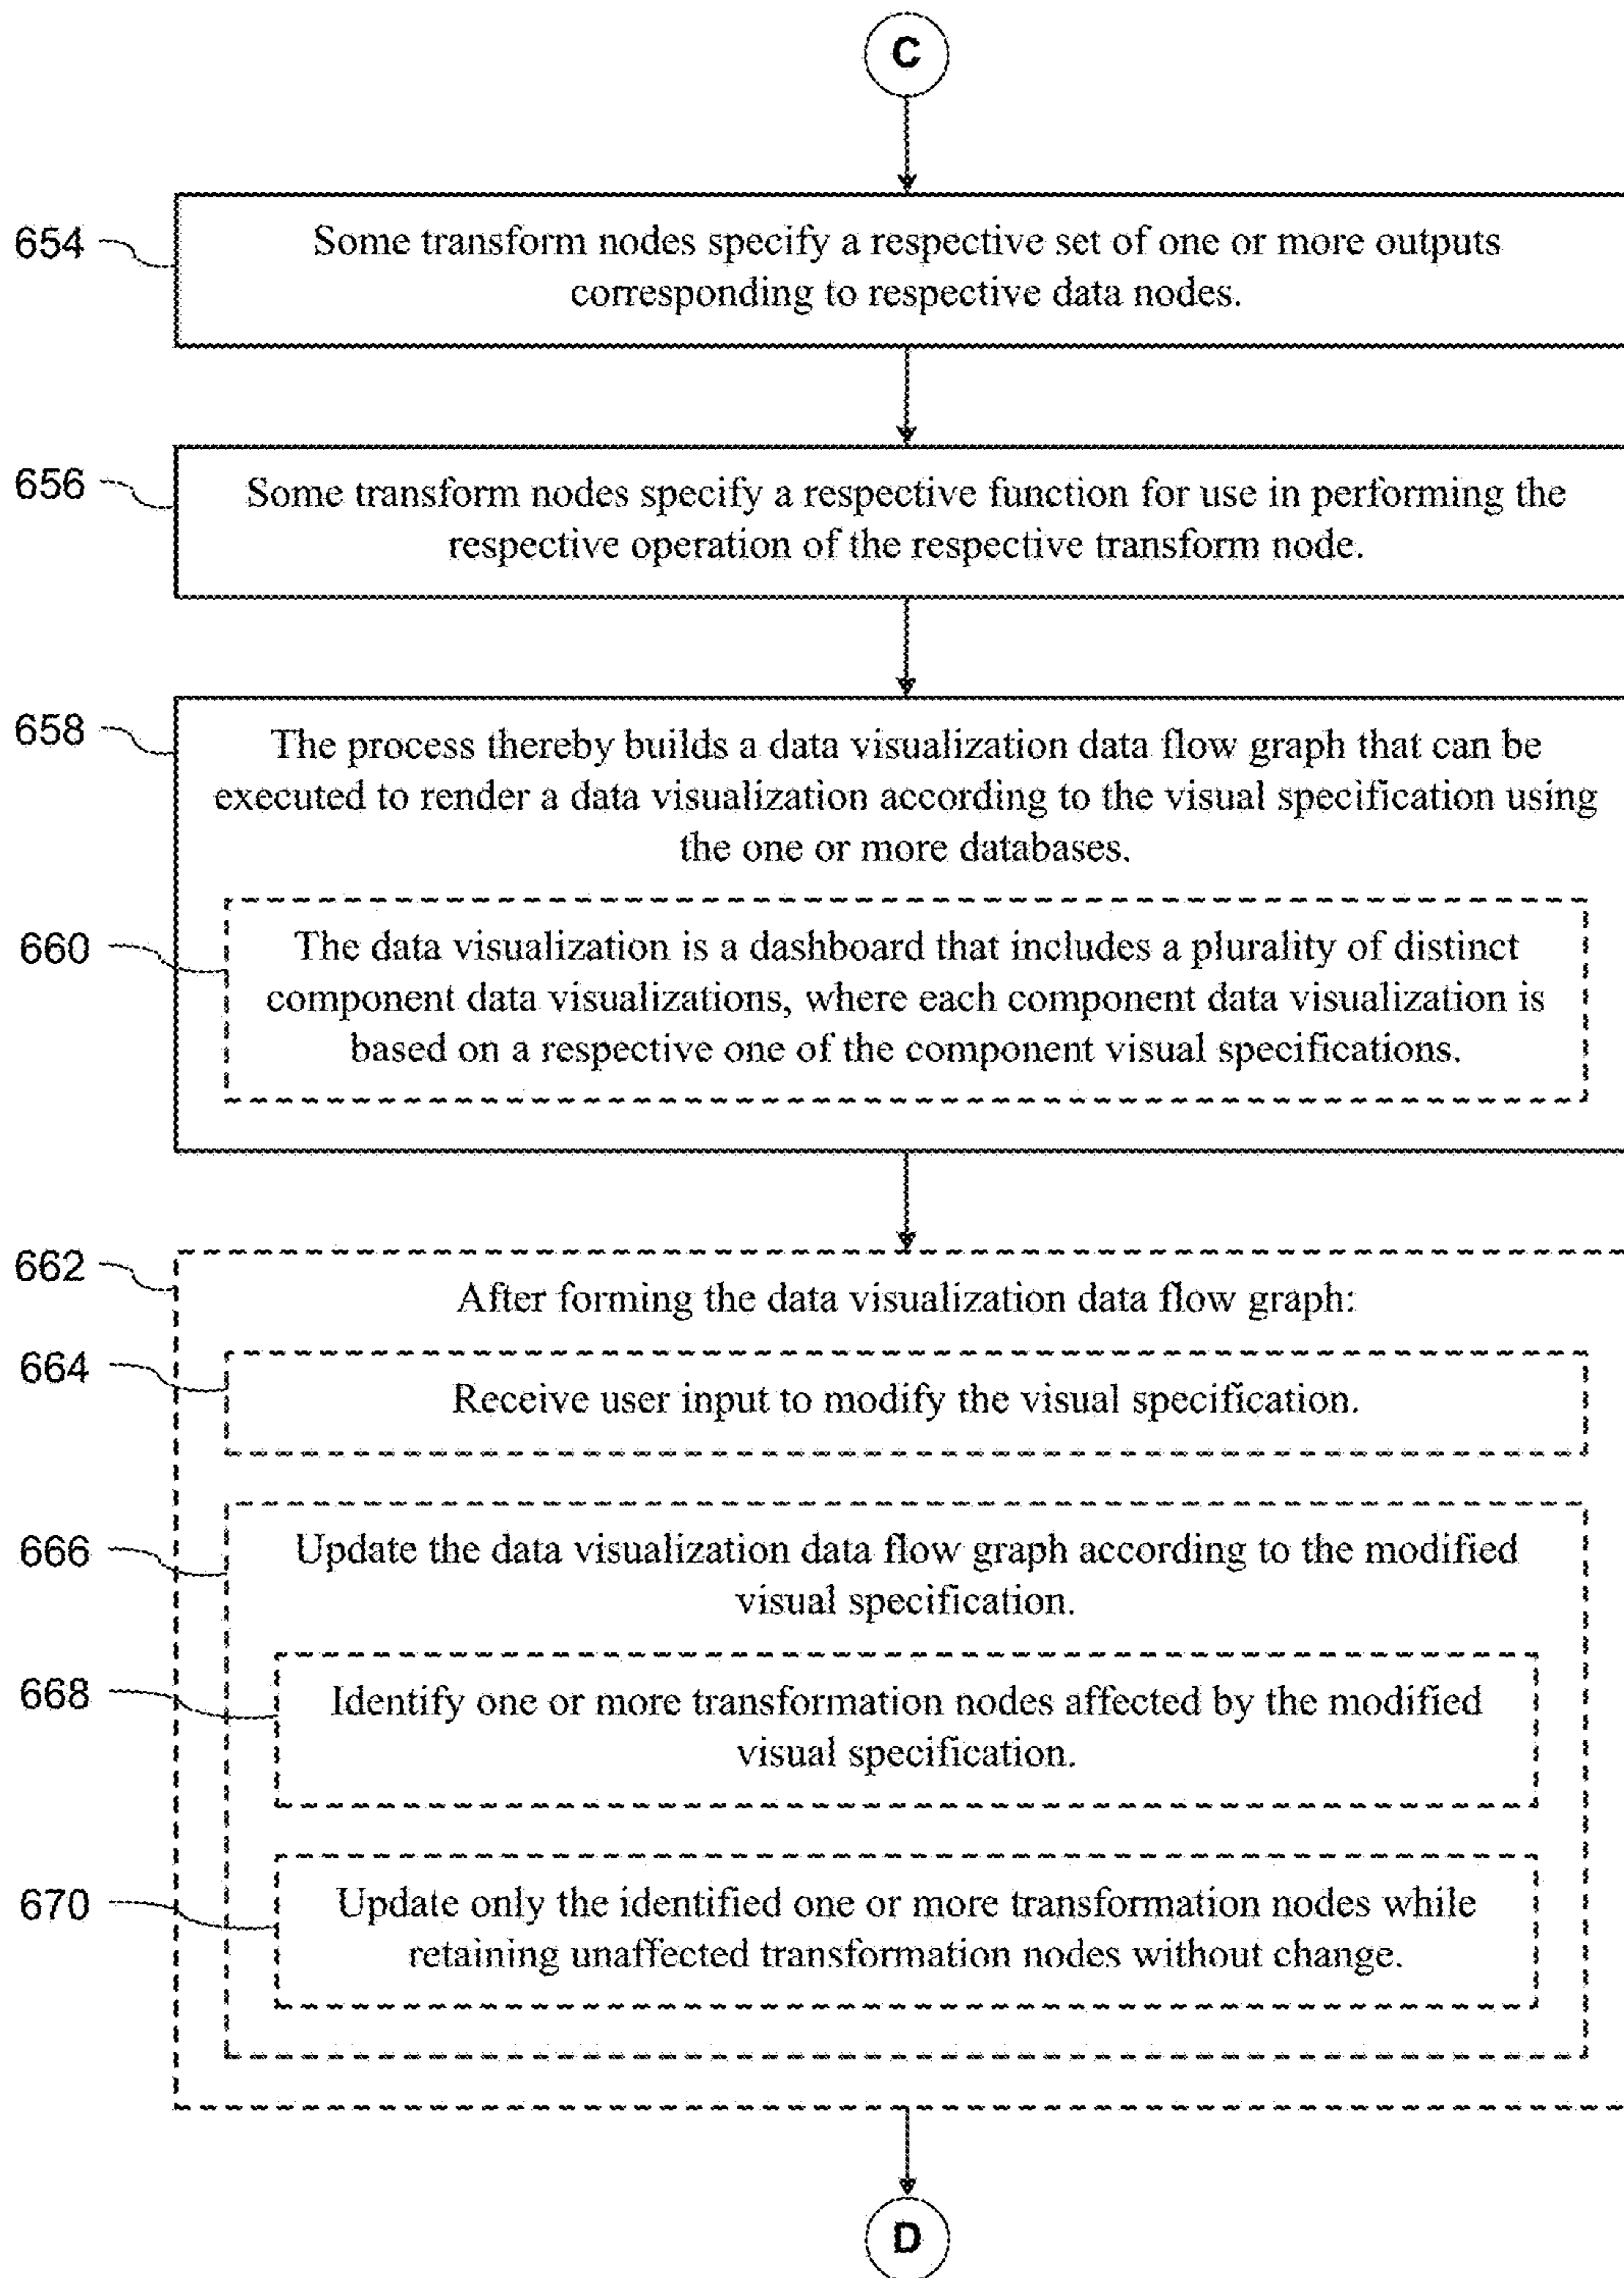 C
654
Some transform nodes specify a respective set of one or more outputs
corresponding to respective data nodes.
656
Some transform nodes specify a respective function for use in performing the
respective operation of the respective transform node.
658
The process thereby builds a data visualization data flow graph that can be
executed to render a data visualization according to the visual specification using
the one or more databases.
660
The data visualization is a dashboard that includes a plurality of distinct
component data visualizations, where each component data visualization is
based on a respective one of the component visual specifications.
662
After forming the data visualization data flow graph:
664
Receive user input to modify the visual specification.
666
Update the data visualization data flow graph according to the modified
visual specification.
668
Identify one or more transformation nodes affected by the modified
visual specification.
670
Update only the identified one or more transformation nodes while
retaining unaffected transformation nodes without change.
D